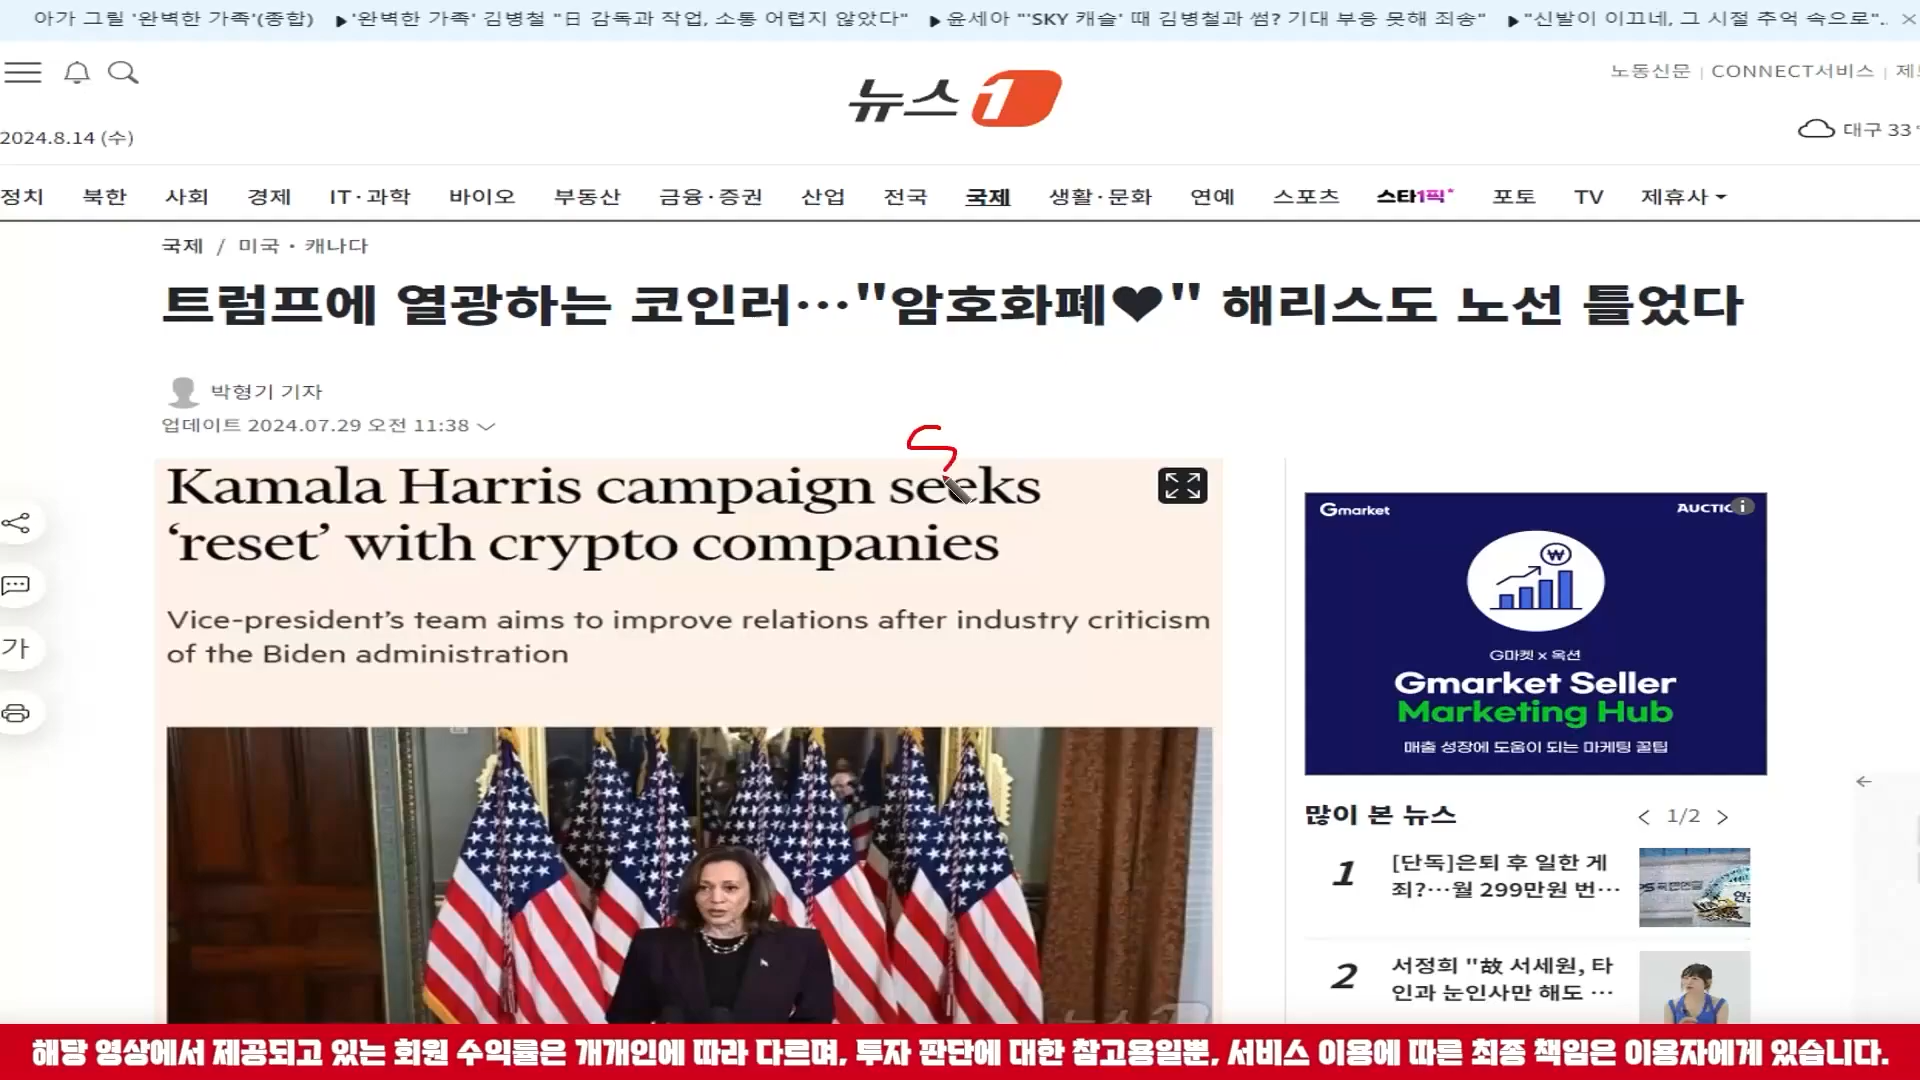 아가 그릴 '완벽한 가족'(종합) ▶'완벽한 가족' 김병철 "日 감독과 작업, 소통 어렵지 않았다" ▶윤세아 "'SKY 캐슬' 때 김병철과 썸? 기대 부응 못해 죄송" ▶"신발이 이끄네, 그 시절 추억 속으로"..
노동신문 | CONNECT서비스 | 제보
뉴스1
2024.8.14 (수)
대구 33
정치 북한 사회 경제 IT·과학 바이오 부동산 금융·증권 산업 전국 국제 생활·문화 연예 스포츠 스타1픽 포토 TV 제휴사
국제 / 미국·캐나다
트럼프에 열광하는 코인러…"암호화폐♥" 해리스도 노선 틀었다
박형기 기자
업데이트 2024.07.29 오전 11:38
Kamala Harris campaign seeks
‘reset’ with crypto companies
Vice-president’s team aims to improve relations after industry criticism
of the Biden administration
가
뉴스1
Gmarket AUCTIO
G마켓 x 옥션
Gmarket Seller
Marketing Hub
매출 성장에 도움이 되는 마케팅 꿀팁
많이 본 뉴스 < 1/2 >
1 [단독]은퇴 후 일한 게
죄?…월 299만원 번…
2 서정희 "故 서세원, 타
인과 눈인사만 해도 …
해당 영상에서 제공되고 있는 회원 수익률은 개개인에 따라 다르며, 투자 판단에 대한 참고용일뿐, 서비스 이용에 따른 최종 책임은 이용자에게 있습니다.